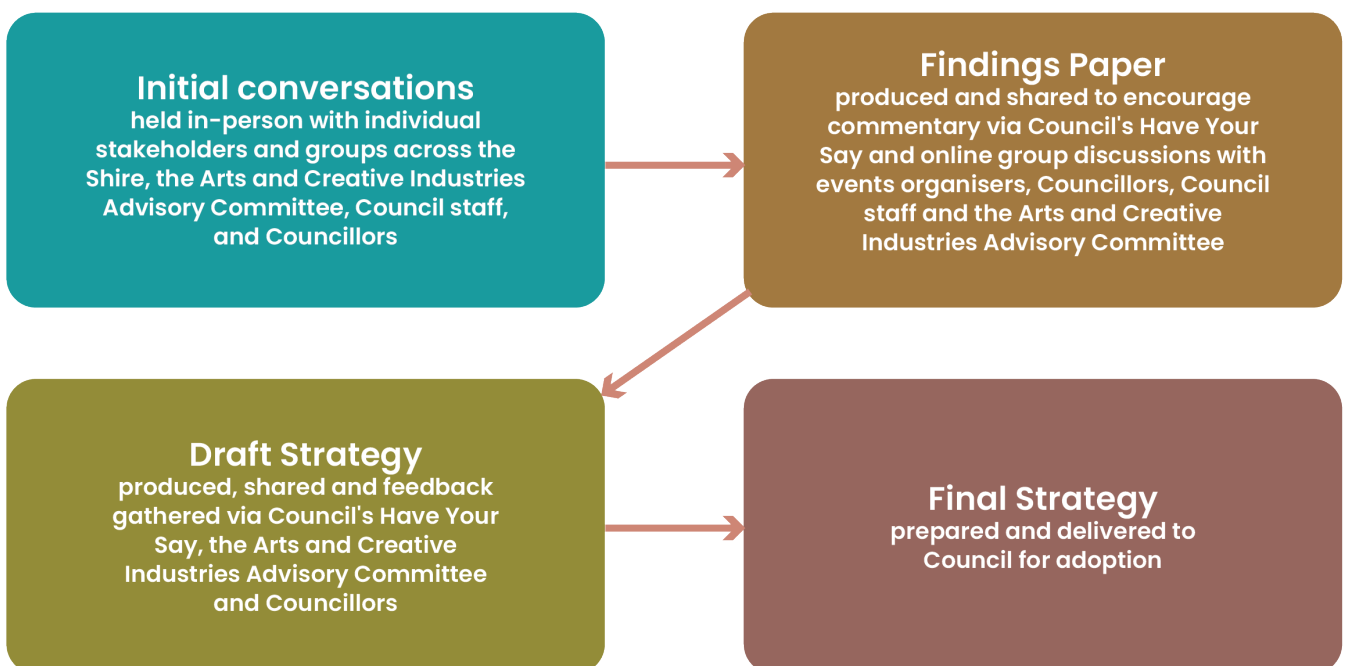 Initial conversations
held in-person with individual
stakeholders and groups across the
Shire, the Arts and Creative Industries
Advisory Committee, Council staff,
and Councillors
Findings Paper
produced and shared to encourage
commentary via Council's Have Your
Say and online group discussions with
events organisers, Councillors, Council
staff and the Arts and Creative
Industries Advisory Committee
Draft Strategy
produced, shared and feedback
gathered via Council's Have Your
Say, the Arts and Creative
Industries Advisory Committee
and Councillors
Final Strategy
prepared and delivered to
Council for adoption